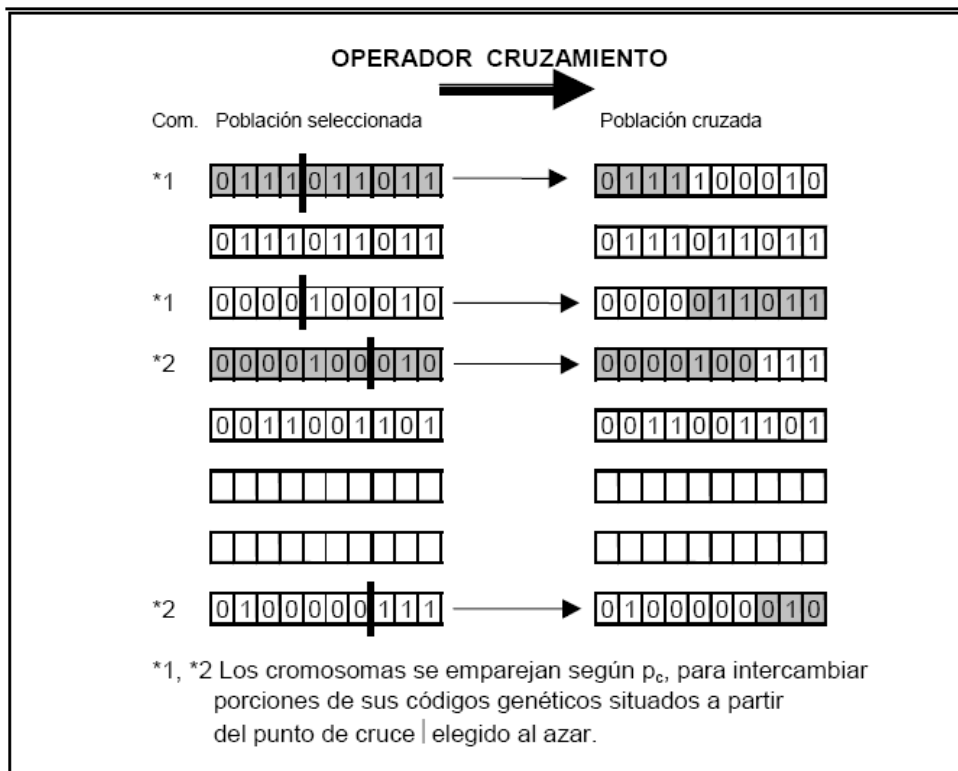 OPERADOR CRUZAMIENTO
Com. Población seleccionada Población cruzada
*1 0111011011 0111100010
0111011011 0111011011
*1 0000100010 0000011011
*2 0000100010 0000100111
0011001101 0011001101
*2 0100000111 0100000010
*1, *2 Los cromosomas se emparejan según pc, para intercambiar
porciones de sus códigos genéticos situados a partir
del punto de cruce | elegido al azar.